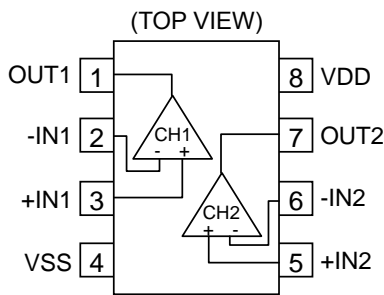 (TOP VIEW)
OUT1 1 8 VDD
CH1
- +
-IN1 2 7 OUT2
+IN1 3 6 -IN2
CH2
+ -
VSS 4 5 +IN2